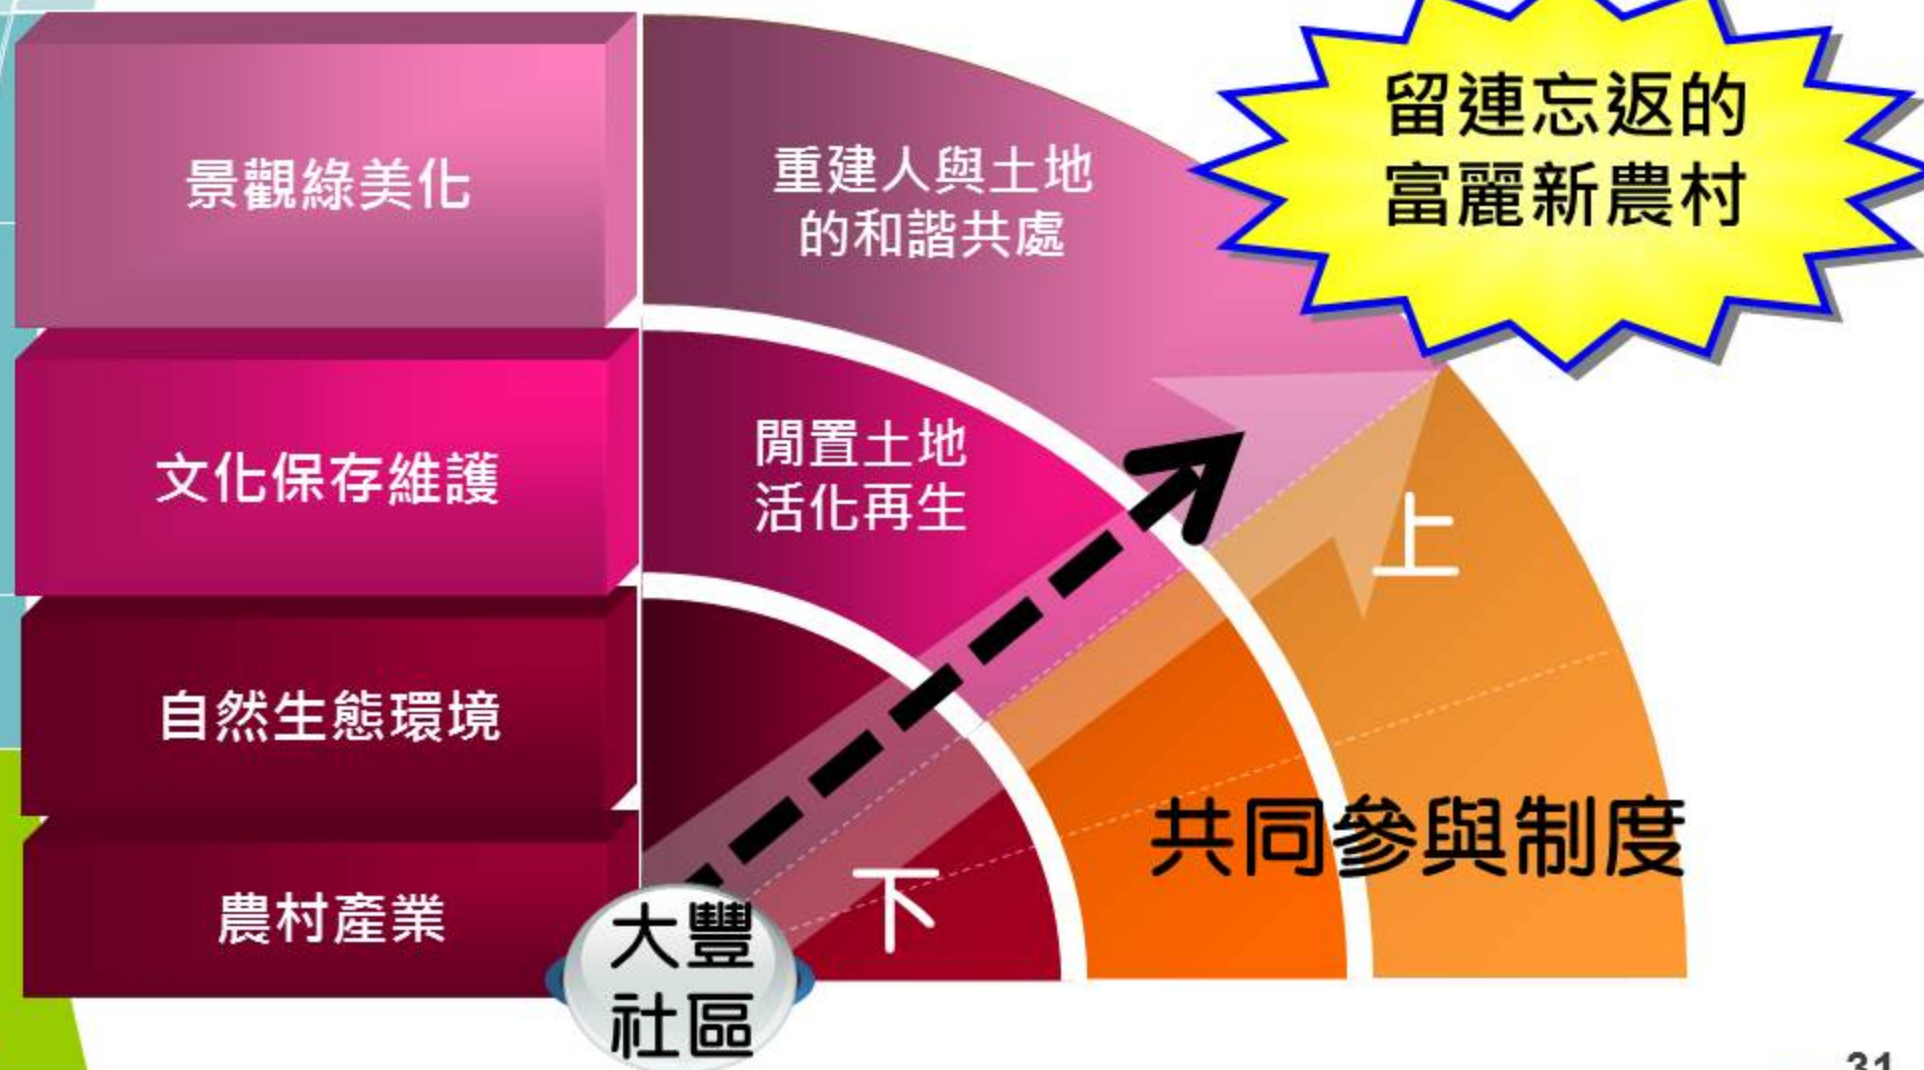 留連忘返的
富麗新農村
景觀綠美化
重建人與土地
的和諧共處
文化保存維護
閒置土地
活化再生
上
自然生態環境
共同參與制度
農村產業
下
大豐
社區
31